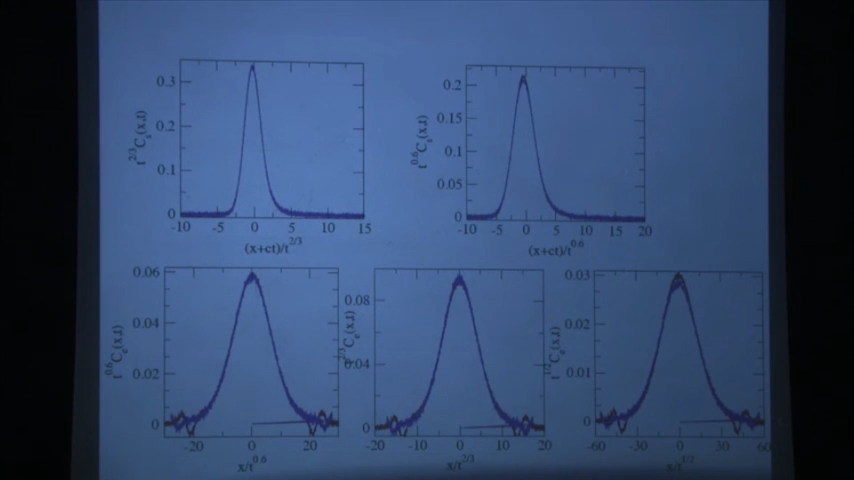 0.3
0.2
0.1
0
-10 -5 0 5 10 15
t^2/3 C_s(x,t)
(x+ct)/t^2/3
0.2
0.15
0.1
0.05
0
-10 -5 0 5 10 15 20
t^0.6 C_s(x,t)
(x+ct)/t^0.6
0.06
0.04
0.02
0
-20 0 20
t^0.6 C_e(x,t)
x/t^0.6
0.08
0.04
0
-20 -10 0 10 20
C_e(x,t)
x/t^2/3
0.03
0.02
0.01
0
-60 -30 0 30 60
t^1/2 C_e(x,t)
x/t^1/2